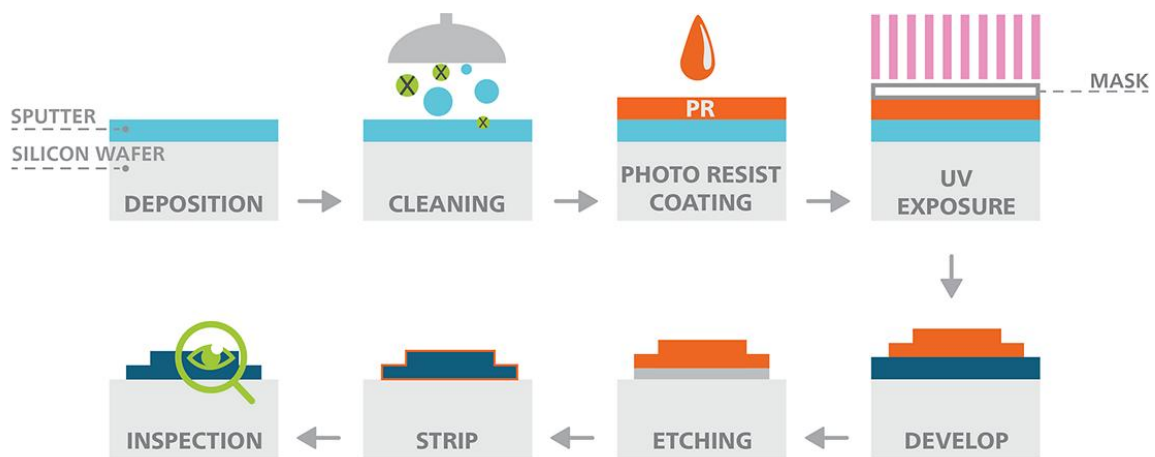 SPUTTER
SILICON WAFER
DEPOSITION
CLEANING
PR
PHOTO RESIST
COATING
MASK
UV
EXPOSURE
DEVELOP
ETCHING
STRIP
INSPECTION